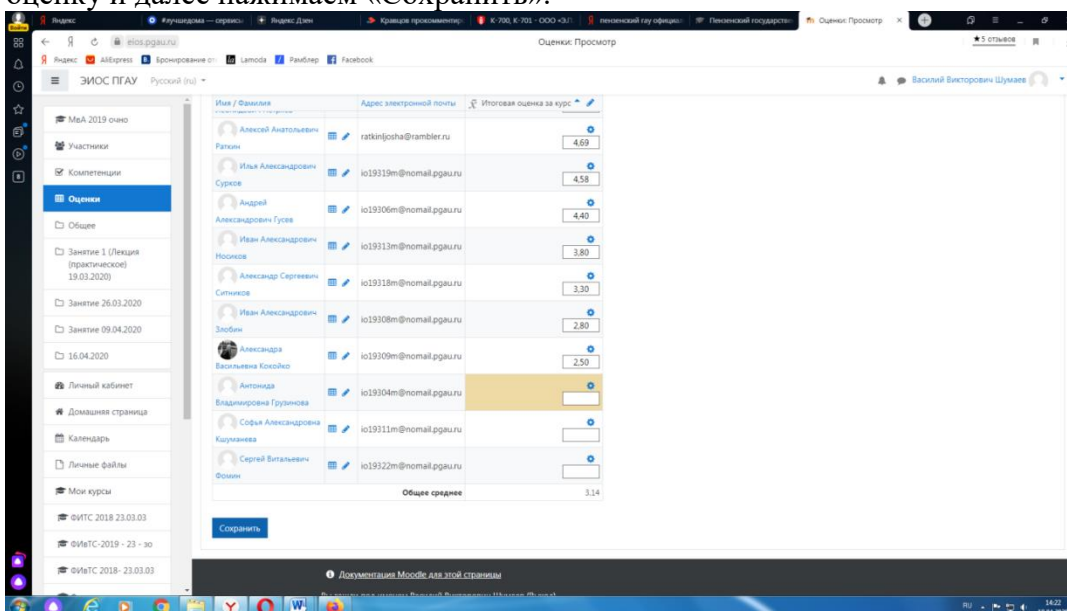 оценку и далее нажимаем «Сохранить».
Яндекс
Яндекс Дзен
Кравцов прокомментир
К-700, К-701 - ООО «ЗЛ
пензенский гау официал
Пензенский государстве
Оценки: Просмотр
Войти
eios.pgau.ru
Оценки: Просмотр
★ 5 отзывов
Яндекс
AliExpress
Бронирование от
Lamoda
Рамблер
Facebook
ЭИОС ПГАУ
Русский (ru)
Василий Викторович Шумаев
МвА 2019 очно
Участники
Компетенции
Оценки
Общее
Занятие 1 (Лекция
(практическое)
19.03.2020)
Занятие 26.03.2020
Занятие 09.04.2020
16.04.2020
Личный кабинет
Домашняя страница
Календарь
Личные файлы
Мои курсы
ФИТС 2018 23.03.03
ФИвТС-2019 - 23 - зо
ФИвТС 2018- 23.03.03
Имя / Фамилия
Адрес электронной почты
Итоговая оценка за курс
Алексей Анатольевич
Раткин
ratkinljosha@rambler.ru
4,69
Илья Александрович
Сурков
io19319m@nomail.pgau.ru
4,58
Андрей
Александрович Гусев
io19306m@nomail.pgau.ru
4,40
Иван Александрович
Носиков
io19313m@nomail.pgau.ru
3,80
Александр Сергеевич
Ситников
io19318m@nomail.pgau.ru
3,30
Иван Александрович
Злобин
io19308m@nomail.pgau.ru
2,80
Александра
Васильевна Кокойко
io19309m@nomail.pgau.ru
2,50
Антонида
Владимировна Грузинова
io19304m@nomail.pgau.ru
Софья Александровна
Кшуманева
io19311m@nomail.pgau.ru
Сергей Витальевич
Фомин
io19322m@nomail.pgau.ru
Общее среднее
3,14
Сохранить
Документация Moodle для этой страницы
RU
14:22